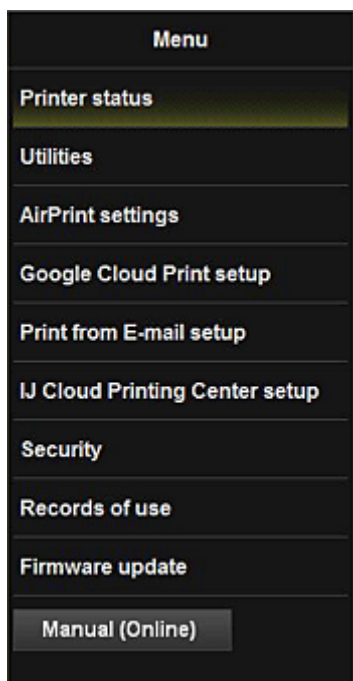 Menu
Printer status
Utilities
AirPrint settings
Google Cloud Print setup
Print from E-mail setup
IJ Cloud Printing Center setup
Security
Records of use
Firmware update
Manual (Online)